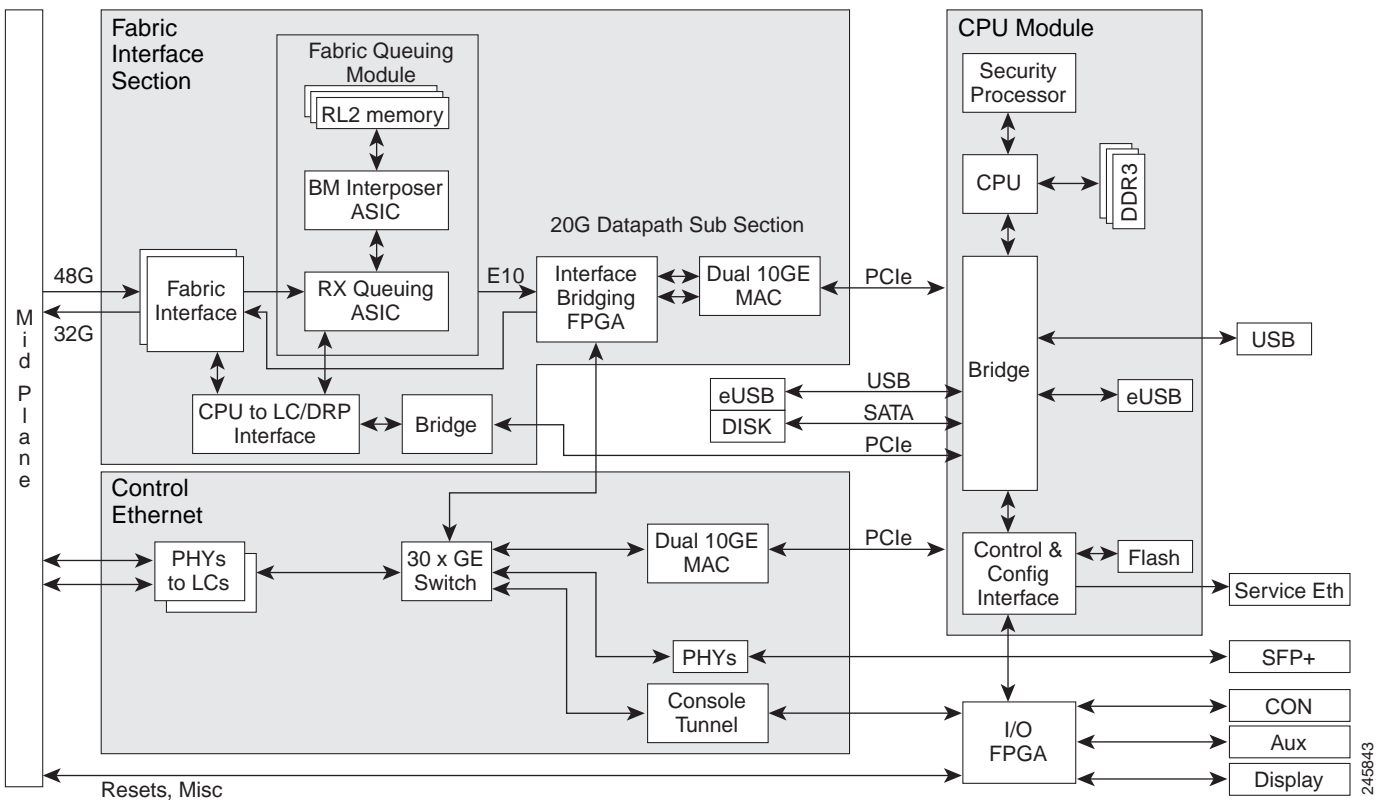 Fabric
Interface
Section
Fabric Queuing
Module
RL2 memory
BM Interposer
ASIC
RX Queuing
ASIC
48G
32G
Fabric
Interface
E10
20G Datapath Sub Section
Interface
Bridging
FPGA
Dual 10GE
MAC
PCIe
CPU to LC/DRP
Interface
Bridge
Mid Plane
CPU Module
Security
Processor
CPU
DDR3
Bridge
USB
eUSB
eUSB
DISK
USB
SATA
PCIe
Control
Ethernet
PHYs
to LCs
30 x GE
Switch
Dual 10GE
MAC
PCIe
Control &
Config
Interface
Flash
Service Eth
PHYs
SFP+
Console
Tunnel
I/O
FPGA
CON
Aux
Display
Resets, Misc
245843